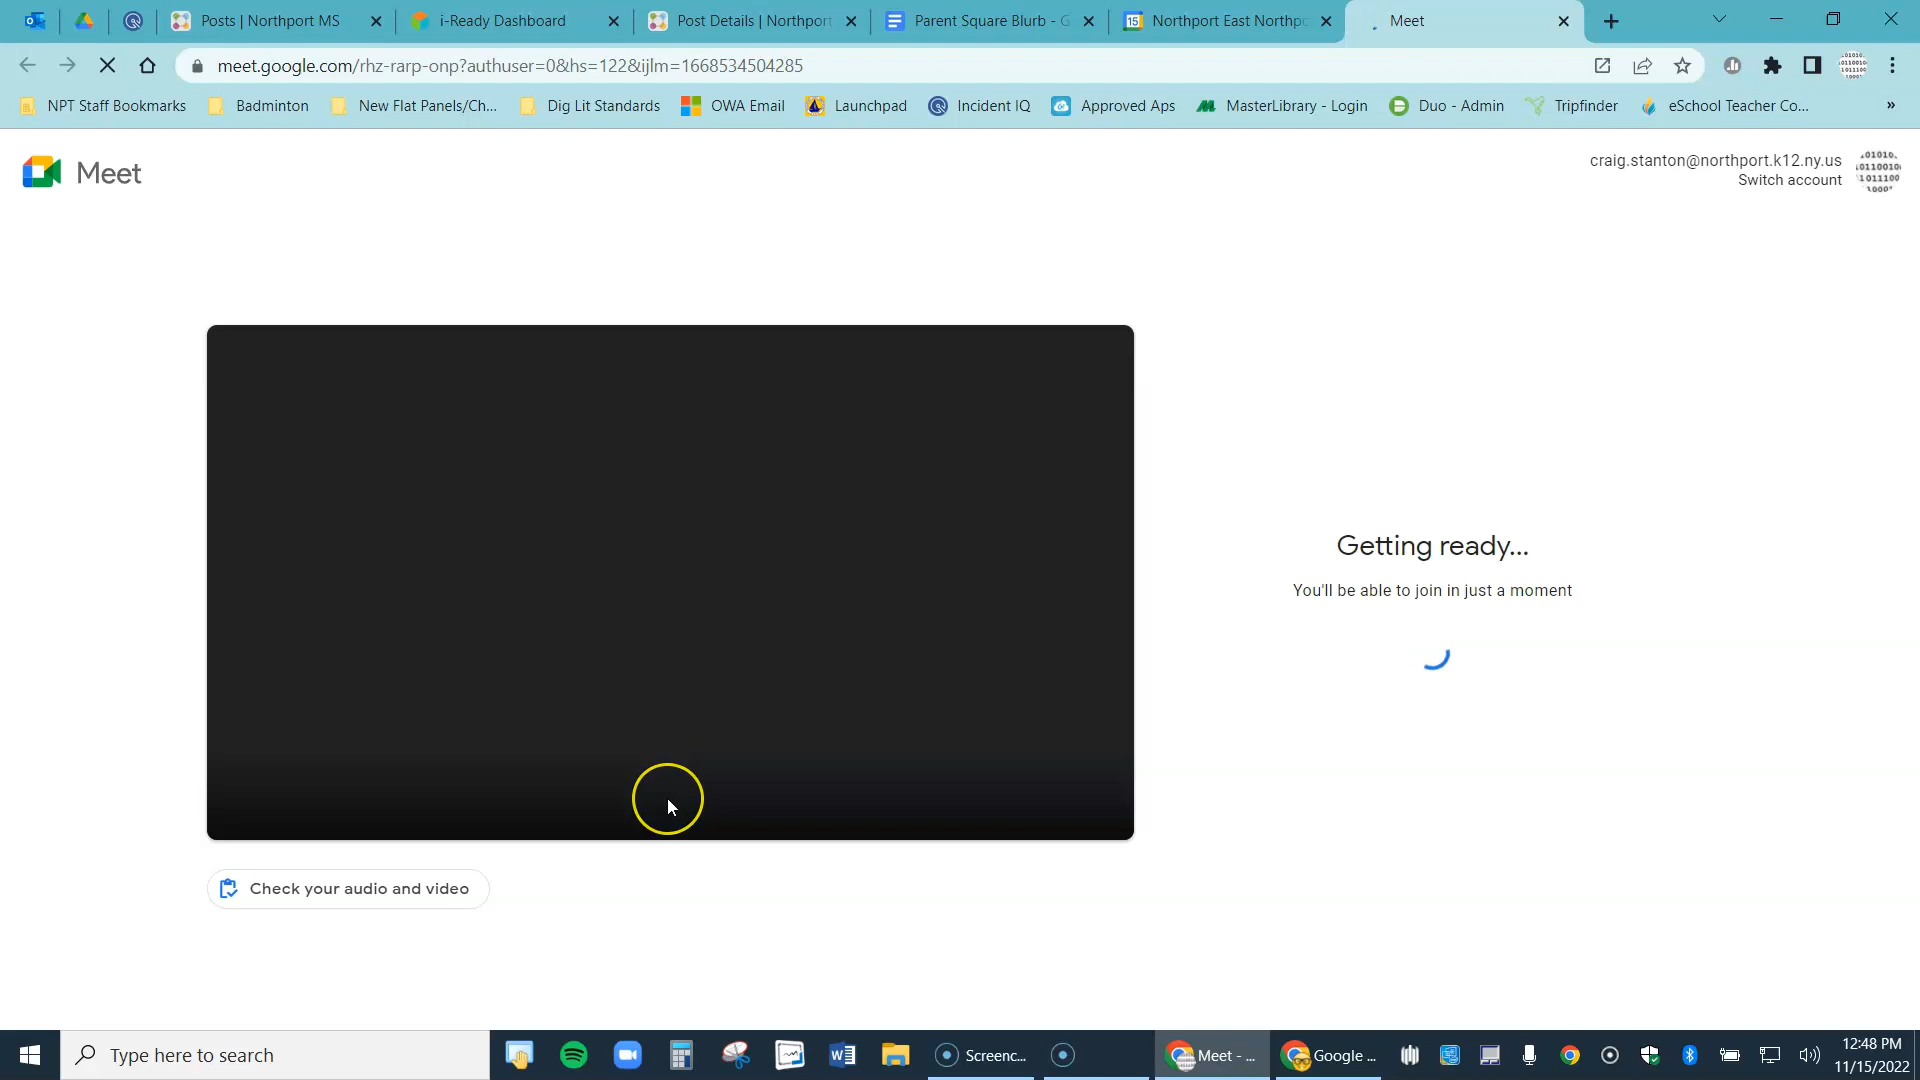 Posts | Northport MS
i-Ready Dashboard
Post Details | Northport
Parent Square Blurb - G
15
Northport East Northpo
Meet
meet.google.com/rhz-rarp-onp?authuser=0&hs=122&ijlm=1668534504285
NPT Staff Bookmarks
Badminton
New Flat Panels/Ch...
Dig Lit Standards
OWA Email
Launchpad
Incident IQ
Approved Aps
MasterLibrary - Login
Duo - Admin
Tripfinder
eSchool Teacher Co...
»
Meet
craig.stanton@northport.k12.ny.us
Switch account
Getting ready...
You'll be able to join in just a moment
Check your audio and video
Type here to search
Screenc...
Meet - ...
Google ...
12:48 PM
11/15/2022